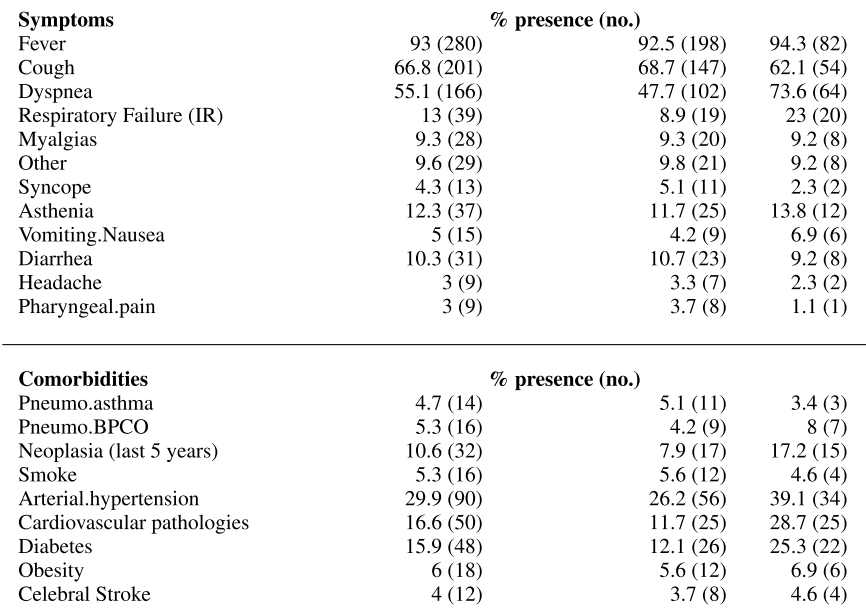 Symptoms % presence (no.)
Fever 93 (280) 92.5 (198) 94.3 (82)
Cough 66.8 (201) 68.7 (147) 62.1 (54)
Dyspnea 55.1 (166) 47.7 (102) 73.6 (64)
Respiratory Failure (IR) 13 (39) 8.9 (19) 23 (20)
Myalgias 9.3 (28) 9.3 (20) 9.2 (8)
Other 9.6 (29) 9.8 (21) 9.2 (8)
Syncope 4.3 (13) 5.1 (11) 2.3 (2)
Asthenia 12.3 (37) 11.7 (25) 13.8 (12)
Vomiting.Nausea 5 (15) 4.2 (9) 6.9 (6)
Diarrhea 10.3 (31) 10.7 (23) 9.2 (8)
Headache 3 (9) 3.3 (7) 2.3 (2)
Pharyngeal.pain 3 (9) 3.7 (8) 1.1 (1)
Comorbidities % presence (no.)
Pneumo.asthma 4.7 (14) 5.1 (11) 3.4 (3)
Pneumo.BPCO 5.3 (16) 4.2 (9) 8 (7)
Neoplasia (last 5 years) 10.6 (32) 7.9 (17) 17.2 (15)
Smoke 5.3 (16) 5.6 (12) 4.6 (4)
Arterial.hypertension 29.9 (90) 26.2 (56) 39.1 (34)
Cardiovascular pathologies 16.6 (50) 11.7 (25) 28.7 (25)
Diabetes 15.9 (48) 12.1 (26) 25.3 (22)
Obesity 6 (18) 5.6 (12) 6.9 (6)
Celebral Stroke 4 (12) 3.7 (8) 4.6 (4)